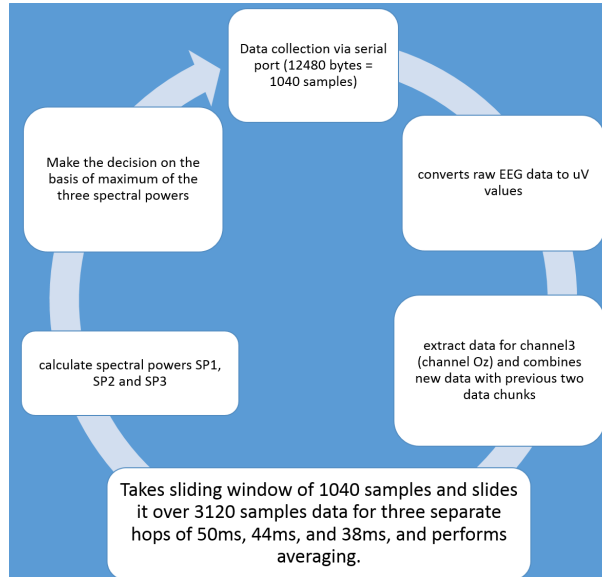 Data collection via serial
port (12480 bytes =
1040 samples)
converts raw EEG data to uV
values
extract data for channel3
(channel Oz) and combines
new data with previous two
data chunks
Takes sliding window of 1040 samples and slides
it over 3120 samples data for three separate
hops of 50ms, 44ms, and 38ms, and performs
averaging.
calculate spectral powers SP1,
SP2 and SP3
Make the decision on the
basis of maximum of the
three spectral powers